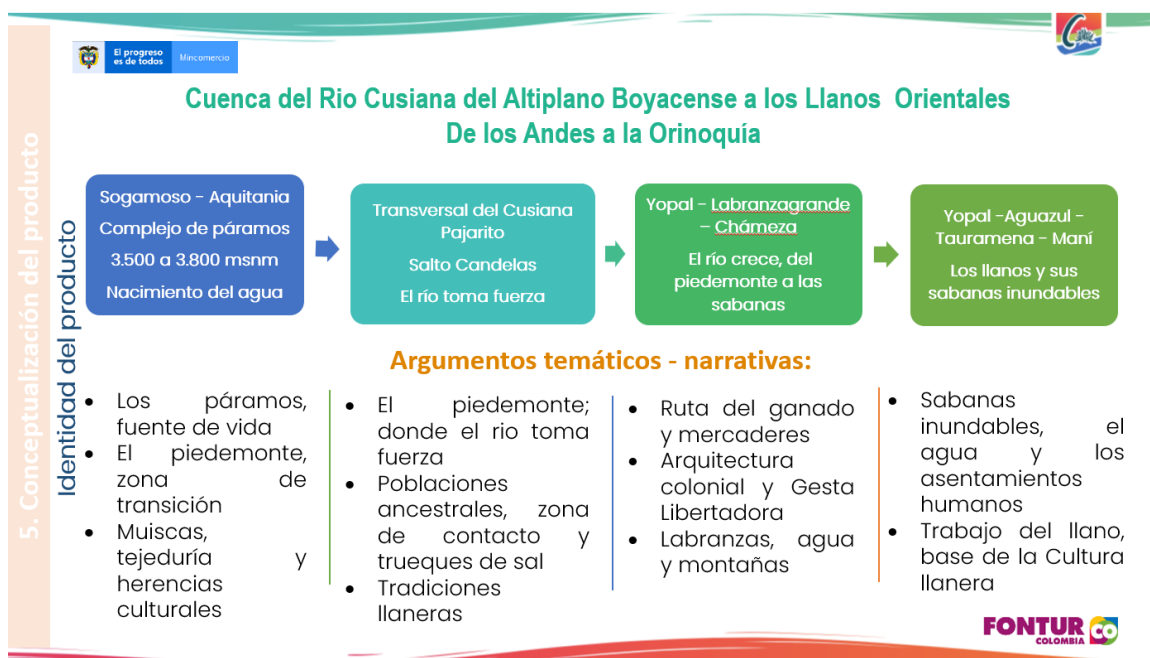 El progreso
es de todos
Mincomercio
Cuenca del Rio Cusiana del Altiplano Boyacense a los Llanos Orientales
De los Andes a la Orinoquía
5. Conceptualización del producto
Identidad del producto
Sogamoso - Aquitania
Complejo de páramos
3.500 a 3.800 msnm
Nacimiento del agua
Transversal del Cusiana
Pajarito
Salto Candelas
El río toma fuerza
Yopal - Labranzagrande
– Chámeza
El río crece, del
piedemonte a las
sabanas
Yopal -Aguazul -
Tauramena - Maní
Los llanos y sus
sabanas inundables
Argumentos temáticos - narrativas:
• Los páramos,
fuente de vida
• El piedemonte,
zona de
transición
• Muiscas,
tejeduría y
herencias
culturales
• El piedemonte;
donde el rio toma
fuerza
• Poblaciones
ancestrales, zona
de contacto y
trueques de sal
• Tradiciones
llaneras
• Ruta del ganado
y mercaderes
• Arquitectura
colonial y Gesta
Libertadora
• Labranzas, agua
y montañas
• Sabanas
inundables, el
agua y los
asentamientos
humanos
• Trabajo del llano,
base de la Cultura
llanera
FONTUR CO
COLOMBIA